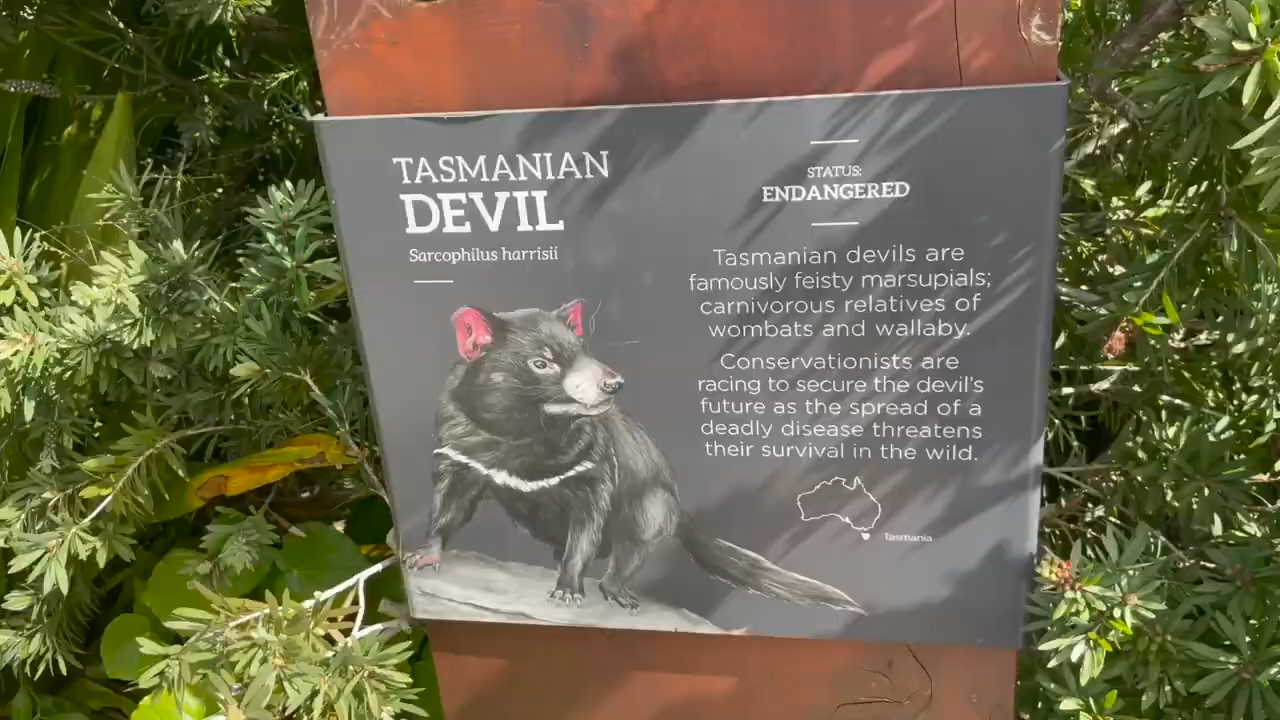 TASMANIAN
DEVIL
Sarcophilus harrisii
STATUS:
ENDANGERED
Tasmanian devils are
famously feisty marsupials;
carnivorous relatives of
wombats and wallaby.
Conservationists are
racing to secure the devil's
future as the spread of a
deadly disease threatens
their survival in the wild.
Tasmania